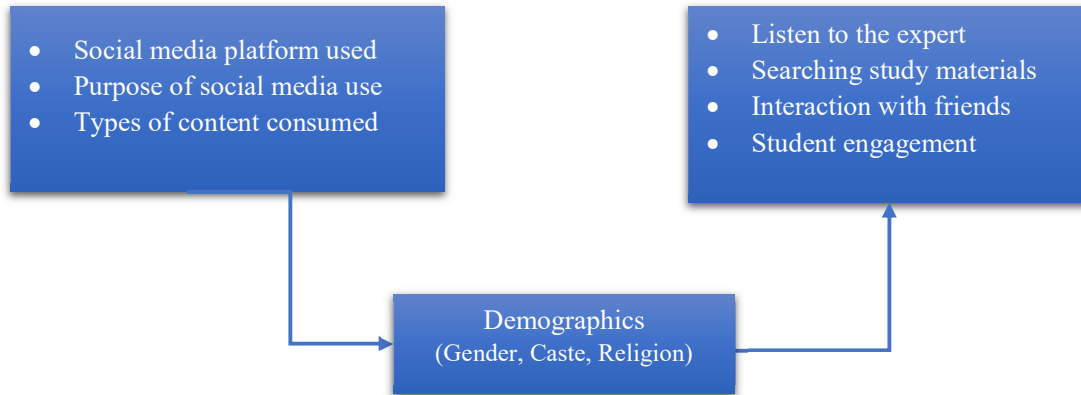 • Social media platform used
• Purpose of social media use
• Types of content consumed
• Listen to the expert
• Searching study materials
• Interaction with friends
• Student engagement
Demographics
(Gender, Caste, Religion)